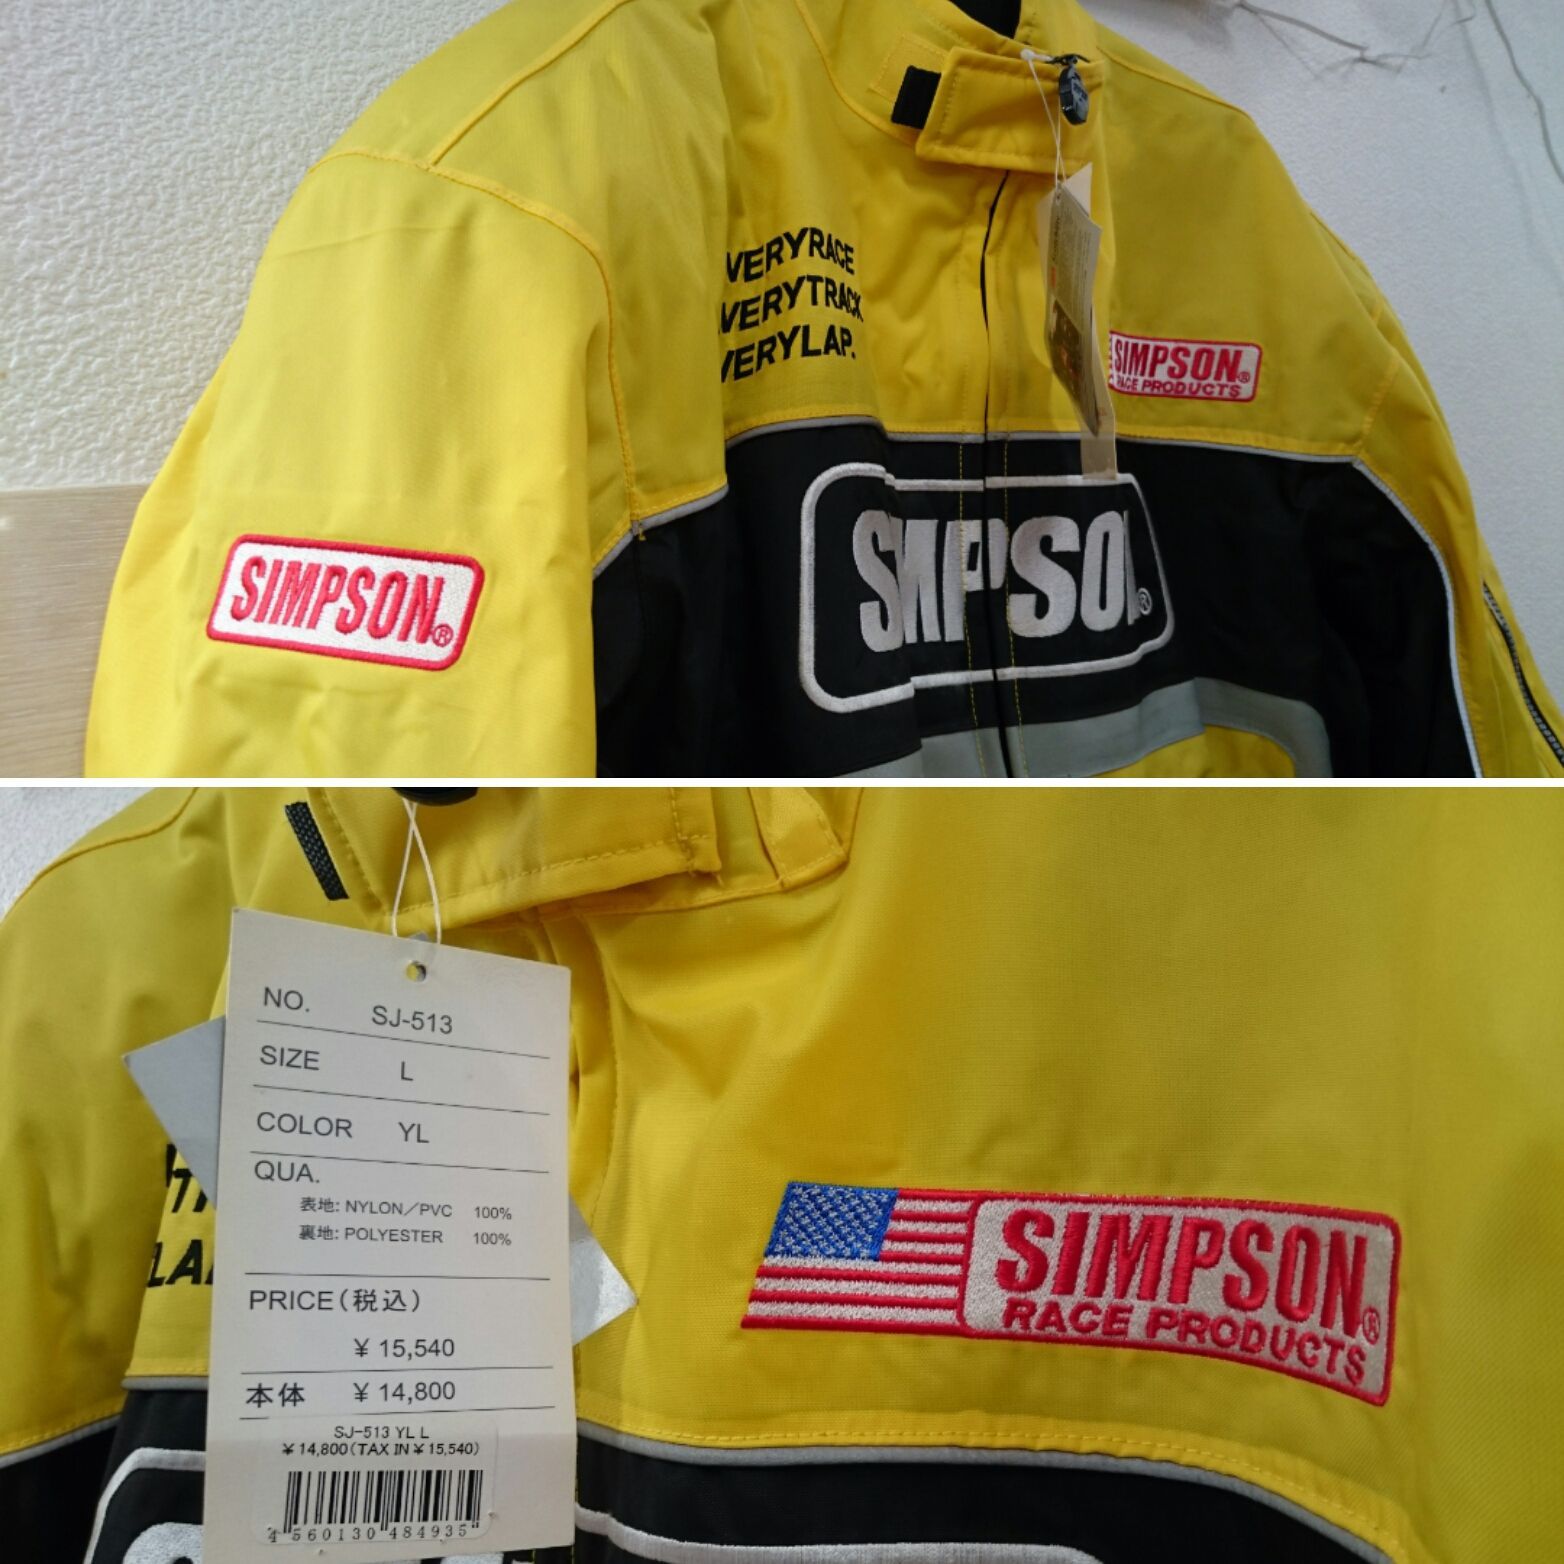 VERYRACE
VERYTRACK
VERYLAP.
SIMPSON®
RACE PRODUCTS
SIMPSON®
SIMPSON®
NO. SJ-513
SIZE L
COLOR YL
QUA.
表地: NYLON/PVC 100%
裏地: POLYESTER 100%
PRICE(税込)
¥ 15,540
本体 ¥ 14,800
SJ-513 YL L
¥14,800(TAX IN ¥15,540)
4 560130 484935
SIMPSON®
RACE PRODUCTS